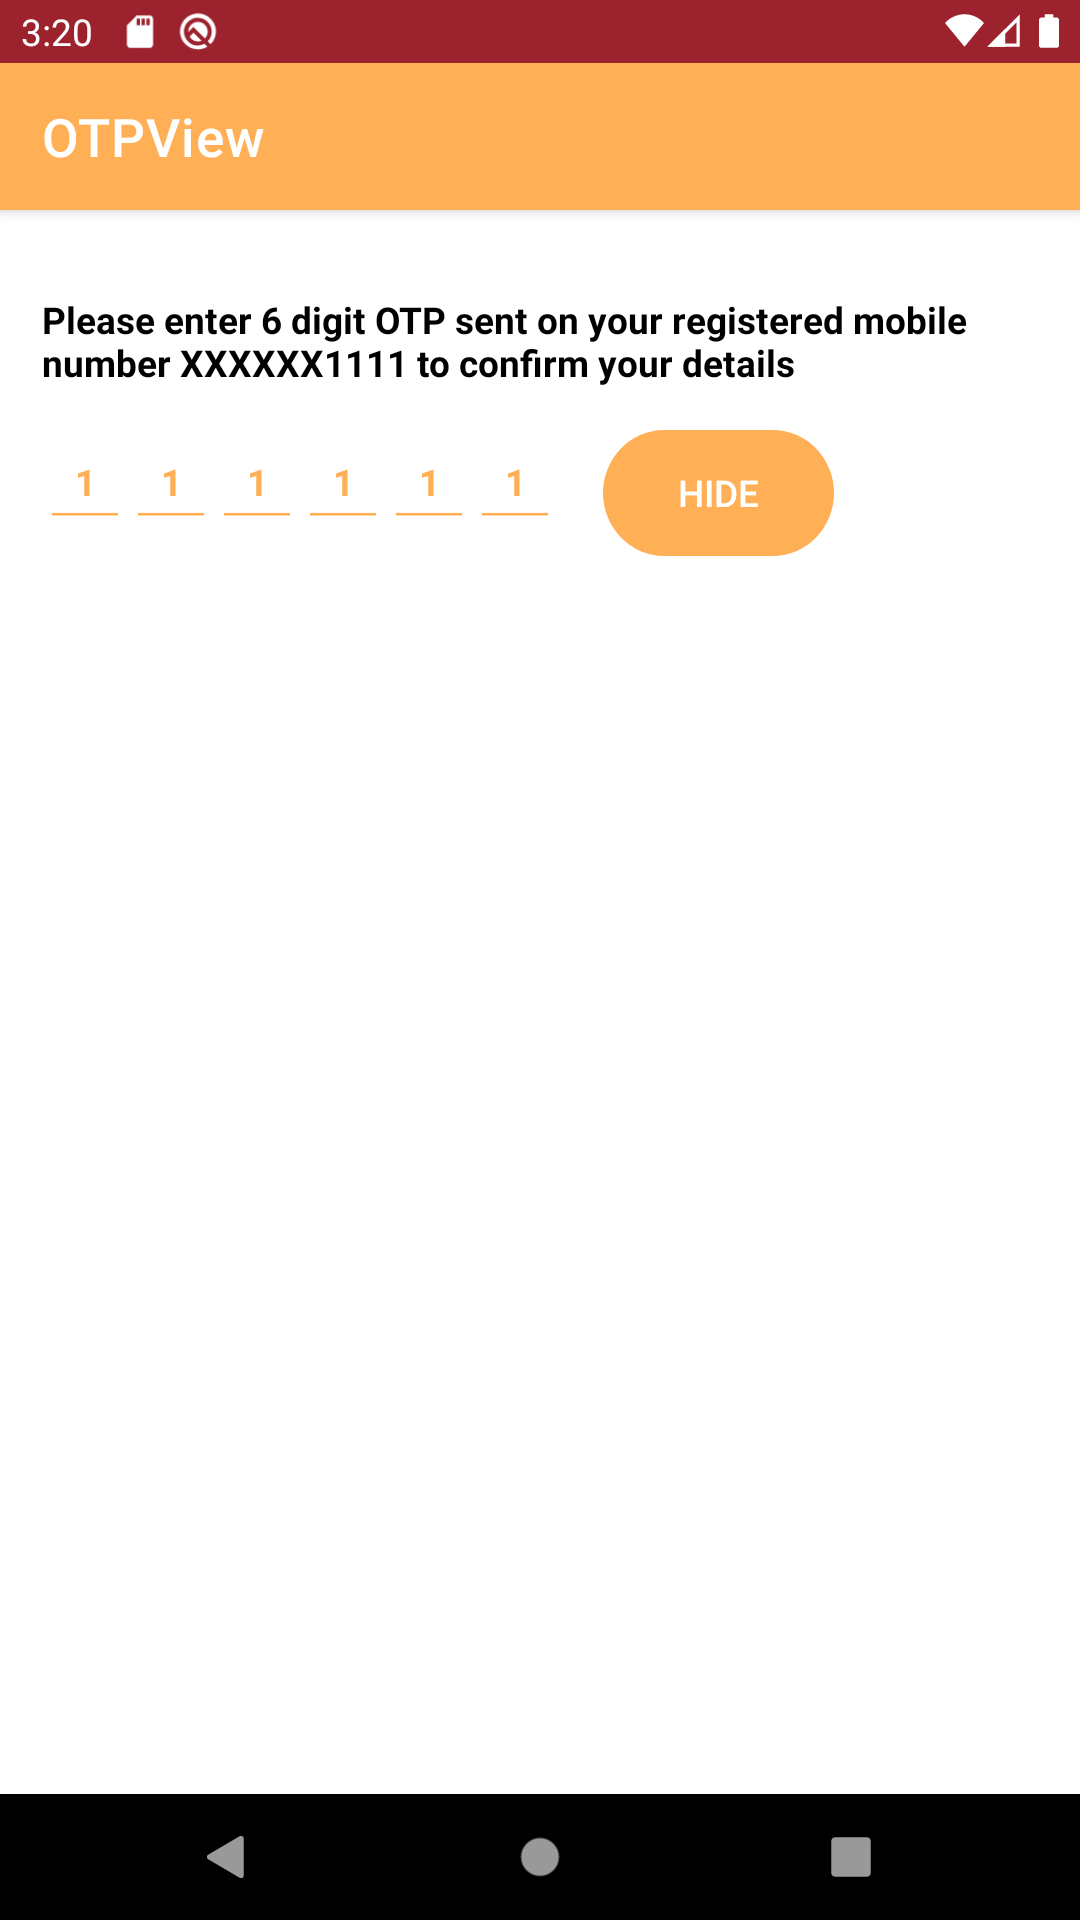 3:20
OTPView
Please enter 6 digit OTP sent on your registered mobile
number XXXXXX1111 to confirm your details
1 1 1 1 1 1 HIDE